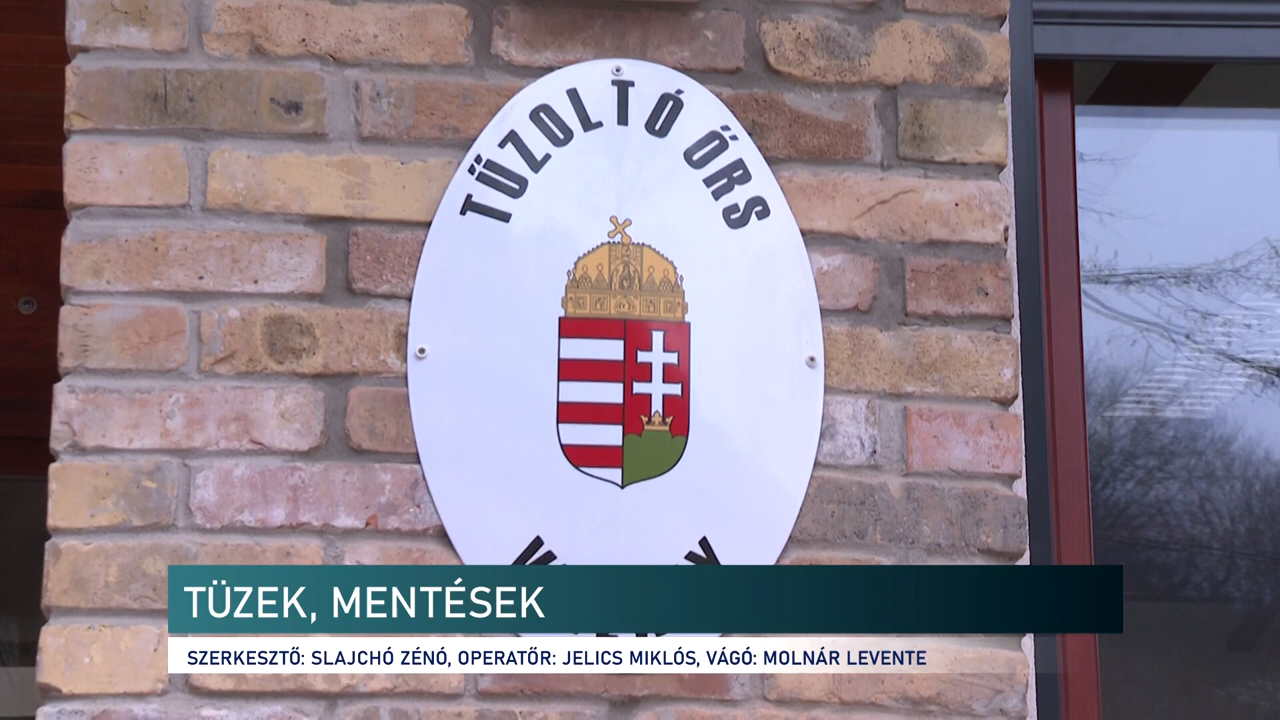 TŰZOLTÓ ŐRS
TÜZEK, MENTÉSEK
SZERKESZTŐ: SLAJCHÓ ZÉNÓ, OPERATŐR: JELICS MIKLÓS, VÁGÓ: MOLNÁR LEVENTE